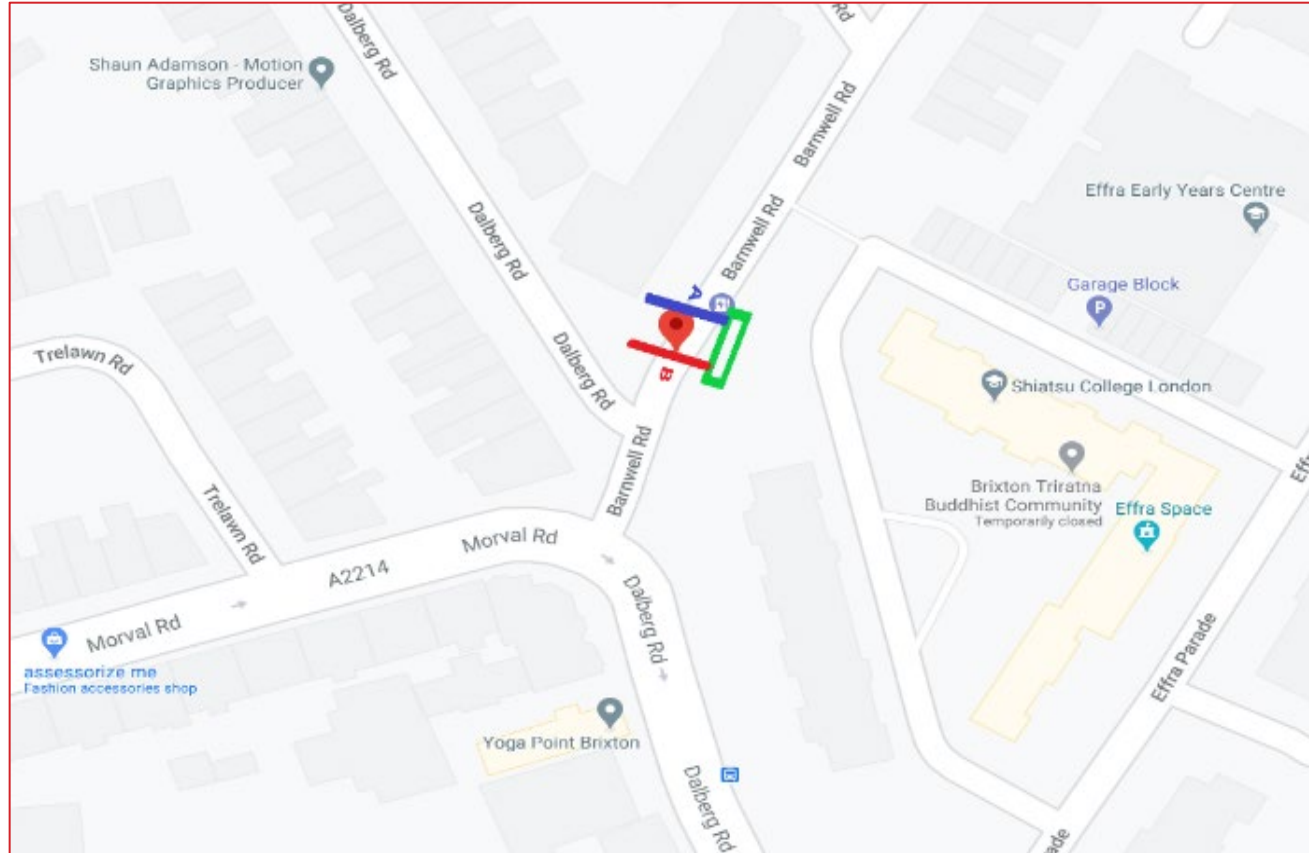 Rd
Dalberg Rd
Shaun Adamson - Motion
Graphics Producer
Barnwell Rd
Effra Early Years Centre
Dalberg Rd
Barnwell Rd
Garage Block
P
A
Trelawn Rd
Dalberg Rd
B
Shiatsu College London
Barnwell Rd
Brixton Triratna
Buddhist Community
Temporarily closed
Effra Space
Trelawn Rd
Morval Rd
A2214
Dalberg Rd
Morval Rd
assessorize me
Fashion accessories shop
Effra Parade
Yoga Point Brixton
Dalberg Rd